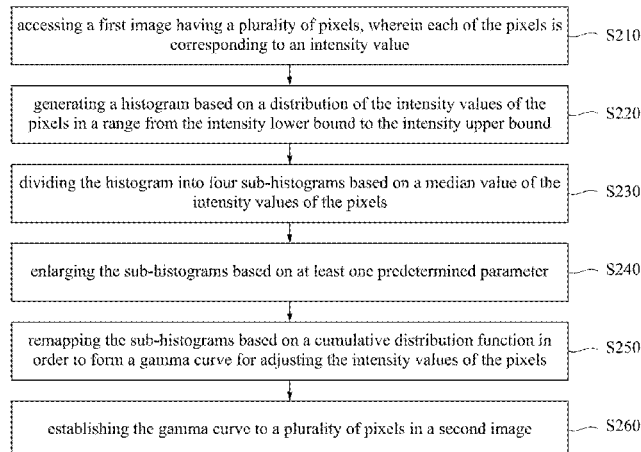 accessing a first image having a plurality of pixels, wherein each of the pixels is
corresponding to an intensity value
S210
generating a histogram based on a distribution of the intensity values of the
pixels in a range from the intensity lower bound to the intensity upper bound
S220
dividing the histogram into four sub-histograms based on a median value of the
intensity values of the pixels
S230
enlarging the sub-histograms based on at least one predetermined parameter
S240
remapping the sub-histograms based on a cumulative distribution function in
order to form a gamma curve for adjusting the intensity values of the pixels
S250
establishing the gamma curve to a plurality of pixels in a second image
S260